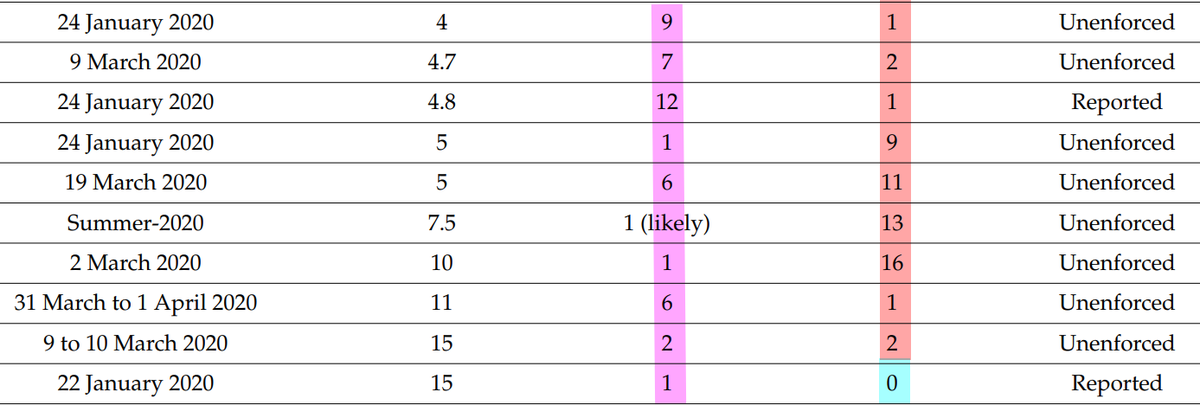 24 January 2020 4 9 1 Unenforced
9 March 2020 4.7 7 2 Unenforced
24 January 2020 4.8 12 1 Reported
24 January 2020 5 1 9 Unenforced
19 March 2020 5 6 11 Unenforced
Summer-2020 7.5 1 (likely) 13 Unenforced
2 March 2020 10 1 16 Unenforced
31 March to 1 April 2020 11 6 1 Unenforced
9 to 10 March 2020 15 2 2 Unenforced
22 January 2020 15 1 0 Reported